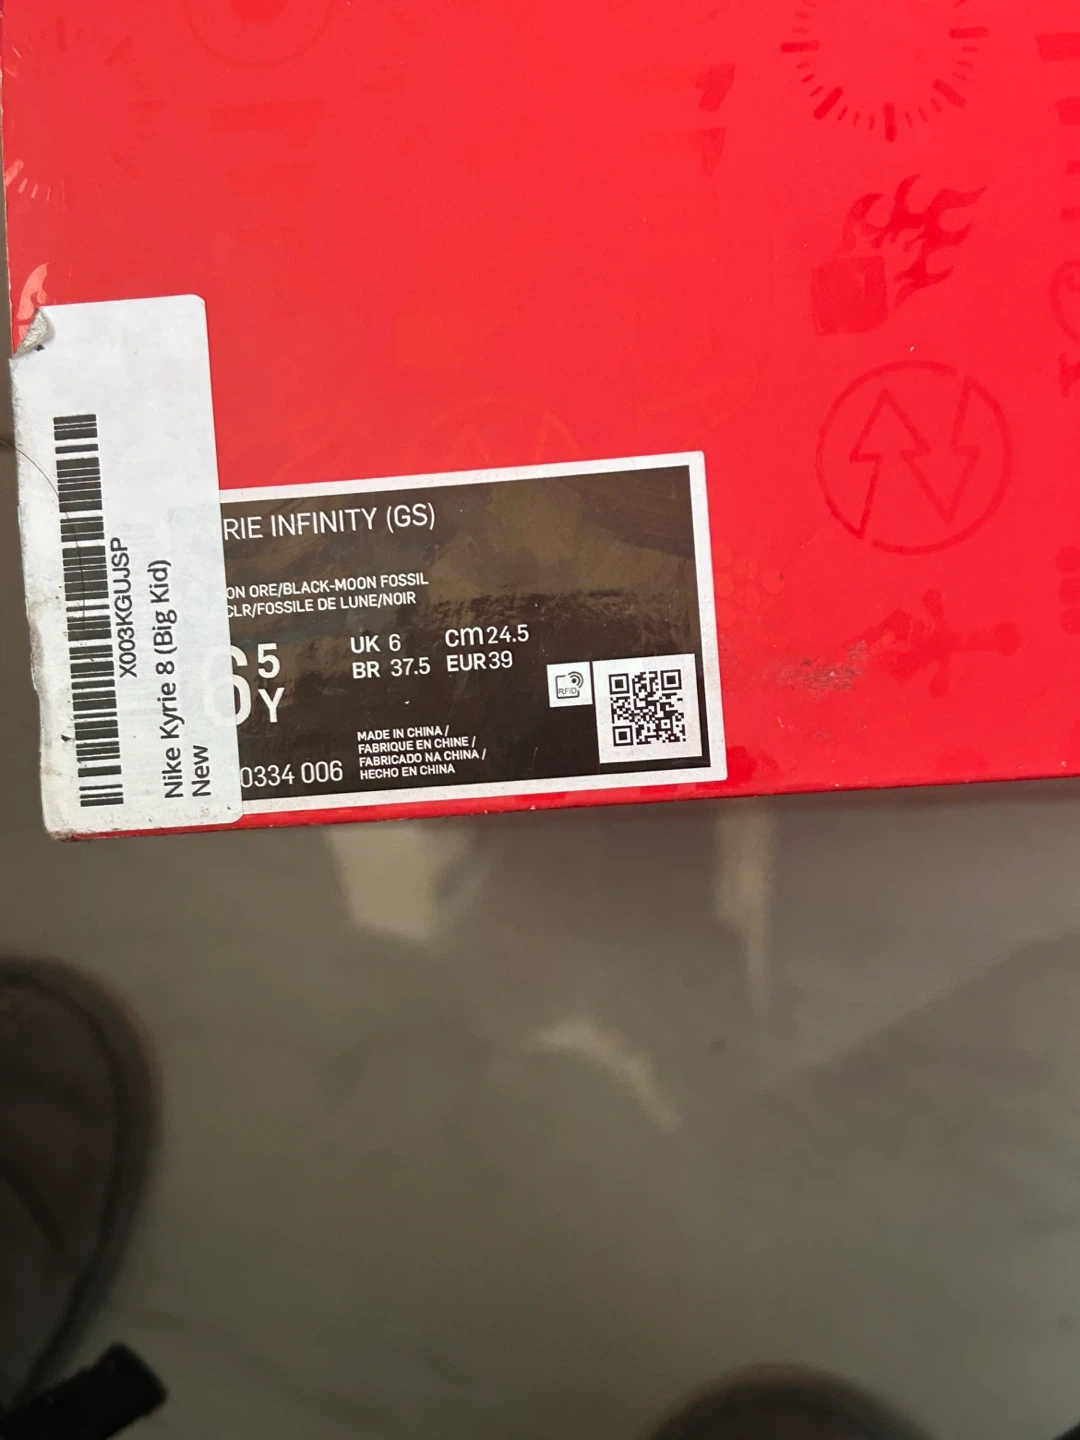 X003KGUJSP
Nike Kyrie 8 (Big Kid)
New
RIE INFINITY (GS)
ON ORE/BLACK-MOON FOSSIL
CLR/FOSSILE DE LUNE/NOIR
6 5 Y
UK 6 cm 24.5
BR 37.5 EUR 39
RFID
0334 006
MADE IN CHINA /
FABRIQUE EN CHINE /
FABRICADO NA CHINA /
HECHO EN CHINA